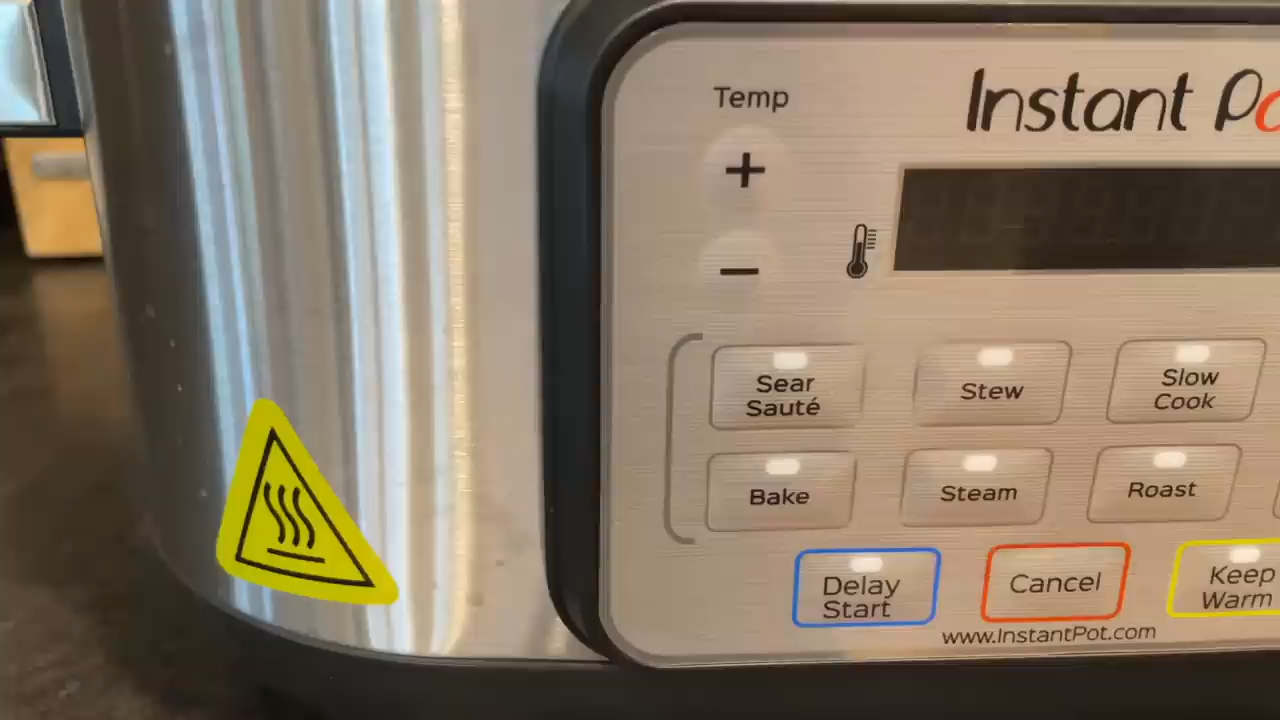 Temp
Instant Po
+
−
Sear
Sauté
Stew
Slow
Cook
Bake
Steam
Roast
Delay
Start
Cancel
Keep
Warm
www.InstantPot.com